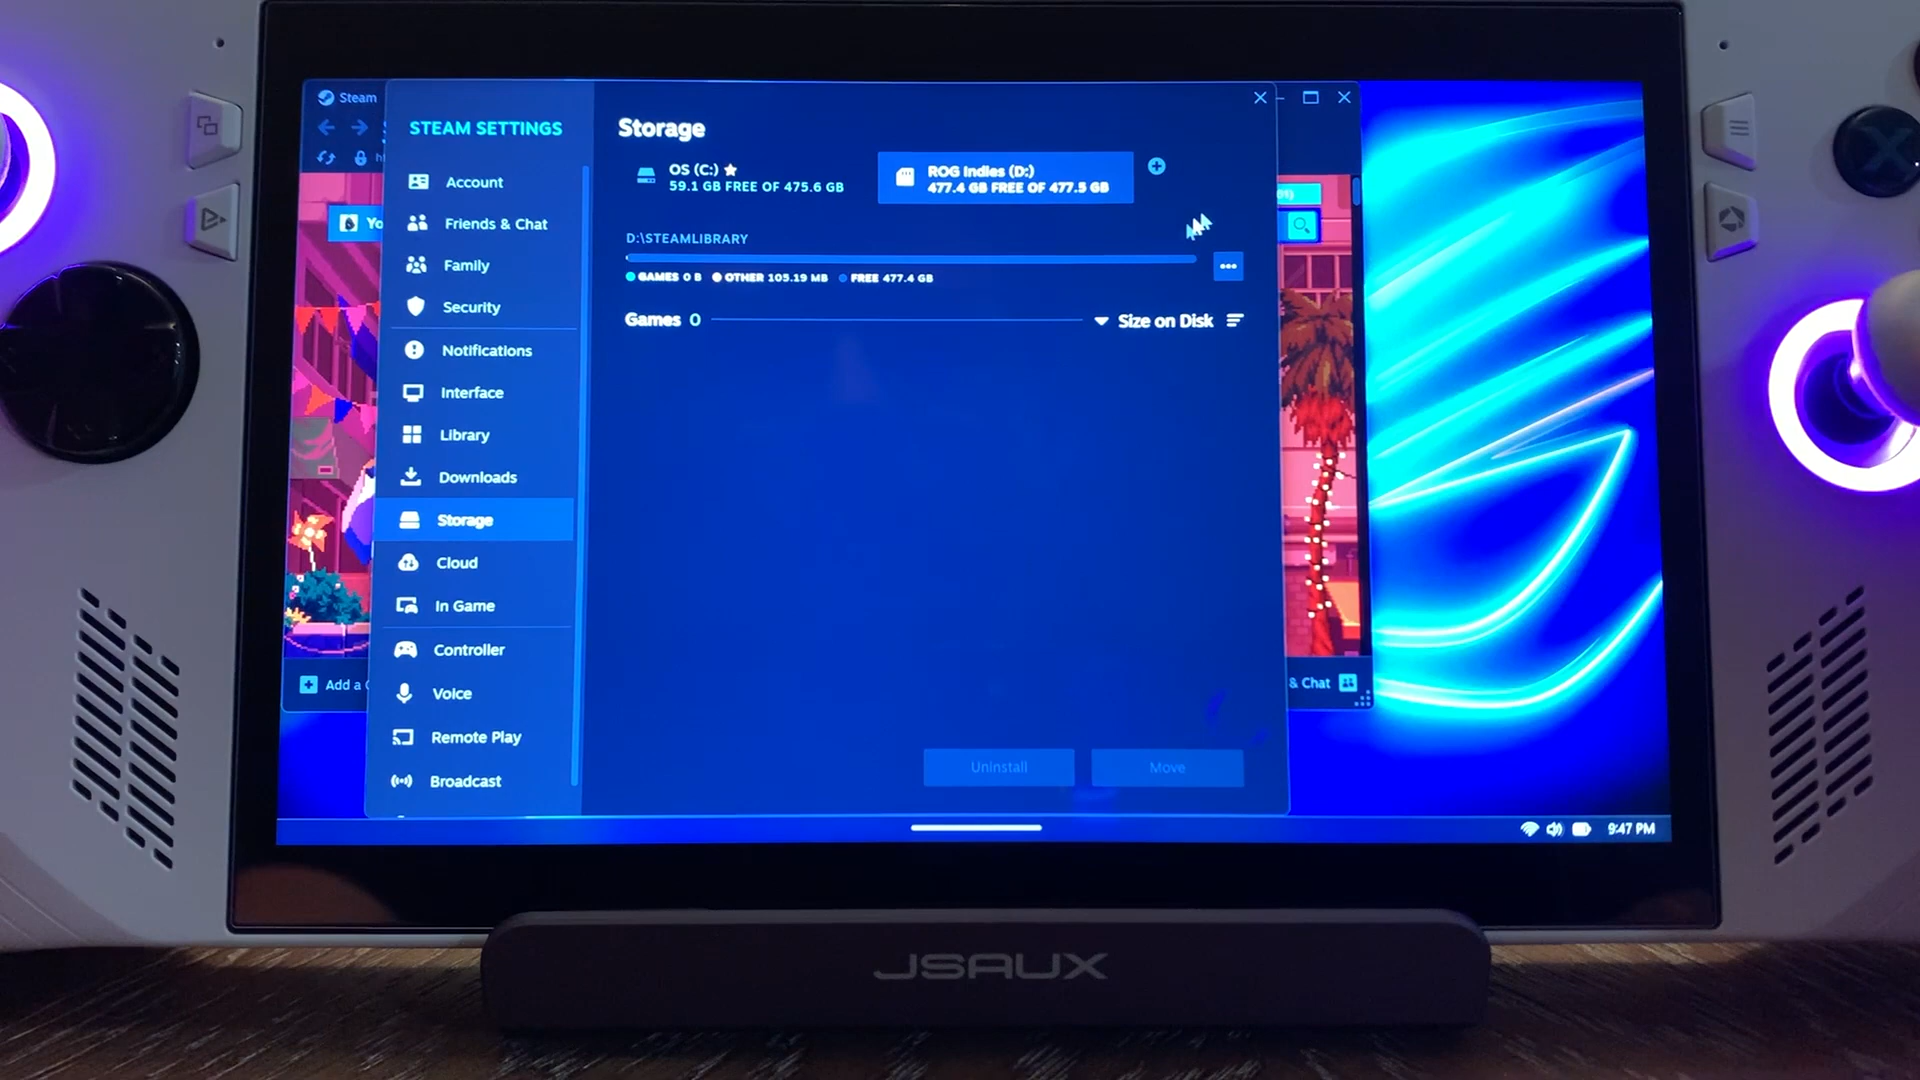 Steam
STEAM SETTINGS
Account
Friends & Chat
Family
Security
Notifications
Interface
Library
Downloads
Storage
Cloud
In Game
Controller
Voice
Remote Play
Broadcast
Storage
OS (C:)
59.1 GB FREE OF 475.6 GB
ROG Indies (D:)
477.4 GB FREE OF 477.5 GB
D:\STEAMLIBRARY
GAMES 0 B OTHER 105.19 MB FREE 477.4 GB
Games 0
Size on Disk
Uninstall
Move
Yo
Add a
& Chat
9:47 PM
X
JSAUX